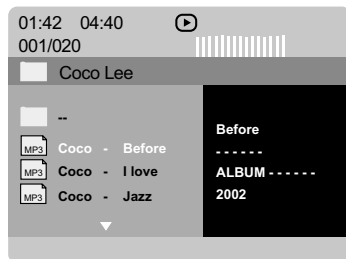 01:42 04:40
001/020
Coco Lee
--
MP3 Coco - Before
MP3 Coco - I love
MP3 Coco - Jazz
Before
- - - - - -
ALBUM - - - - - -
2002